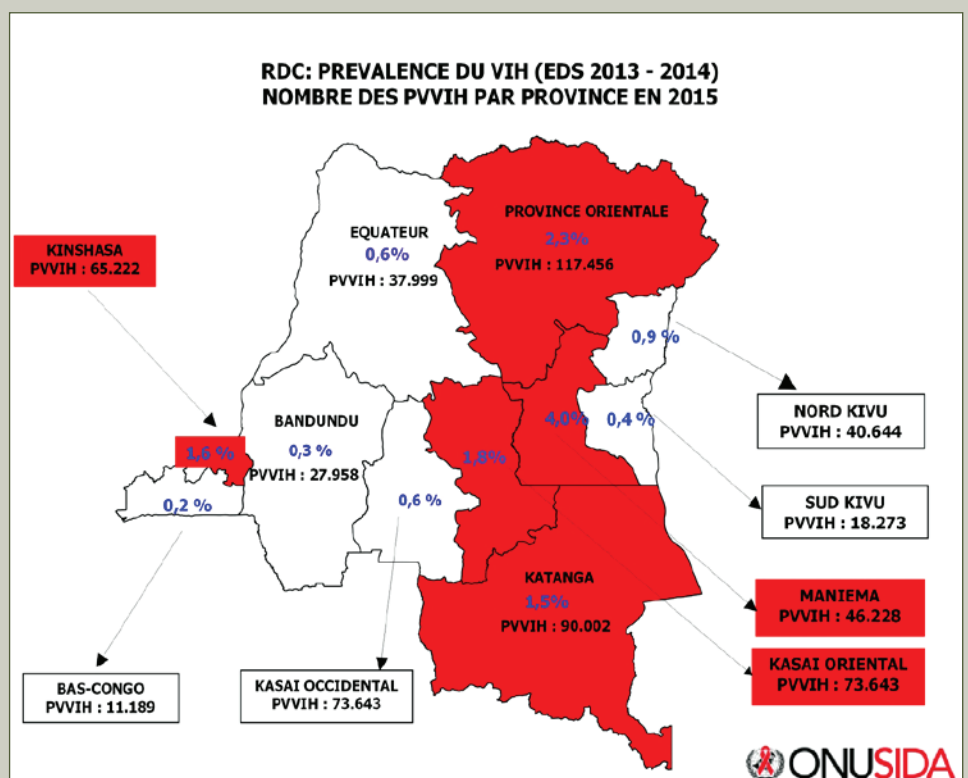 RDC: PREVALENCE DU VIH (EDS 2013 - 2014)
NOMBRE DES PVVIH PAR PROVINCE EN 2015
PROVINCE ORIENTALE
2,3%
PVVIH : 117.456
EQUATEUR
0,6%
PVVIH : 37.999
KINSHASA
PVVIH : 65.222
0,9 %
NORD KIVU
PVVIH : 40.644
BANDUNDU
0,3 %
PVVIH : 27.958
4,0%
0,4 %
1,6 %
1,8%
0,2 %
0,6 %
SUD KIVU
PVVIH : 18.273
KATANGA
1,5%
PVVIH : 90.002
MANIEMA
PVVIH : 46.228
KASAI ORIENTAL
PVVIH : 73.643
BAS-CONGO
PVVIH : 11.189
KASAI OCCIDENTAL
PVVIH : 73.643
ONUSIDA